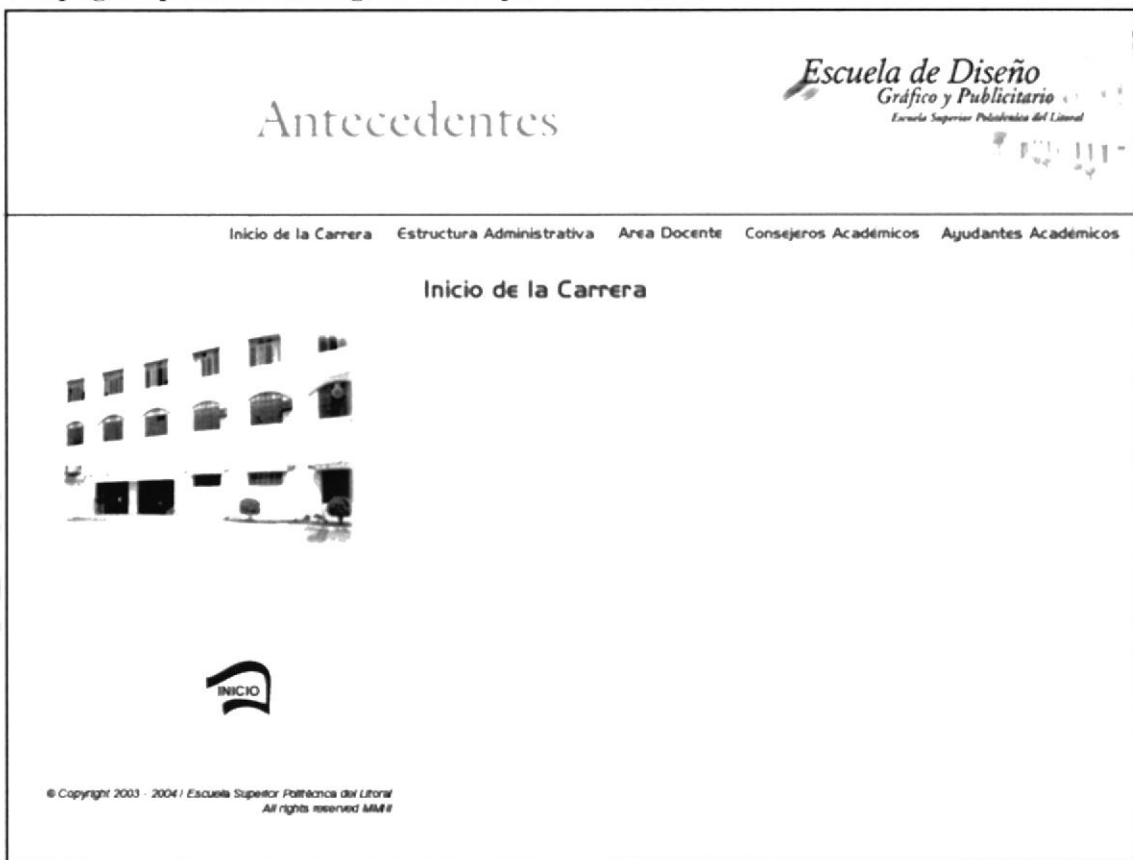 Antecedentes
Escuela de Diseño
Gráfico y Publicitario
Escuela Superior Politécnica del Litoral
Inicio de la Carrera Estructura Administrativa Area Docente Consejeros Académicos Ayudantes Académicos
Inicio de la Carrera
INICIO
© Copyright 2003 - 2004 / Escuela Superior Politécnica del Litoral
All rights reserved